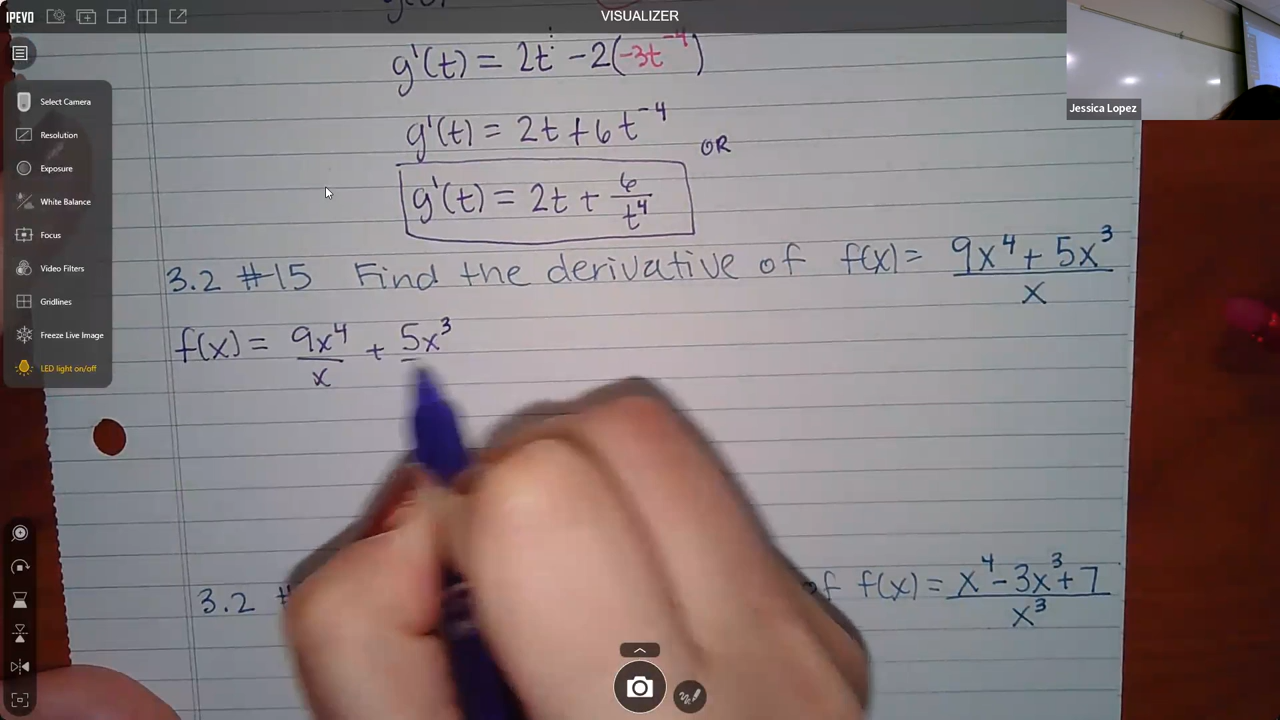 IPEVO
VISUALIZER
Jessica Lopez
Select Camera
Resolution
Exposure
White Balance
Focus
Video Filters
Gridlines
Freeze Live Image
LED light on/off
g'(t) = 2t - 2(-3t⁻⁴)
g'(t) = 2t + 6t⁻⁴
OR
g'(t) = 2t + 6/t⁴
3.2 #15 Find the derivative of f(x) = (9x⁴ + 5x³)/x
f(x) = 9x⁴/x + 5x³
3.2 # of f(x) = (x⁴ - 3x³ + 7)/x³